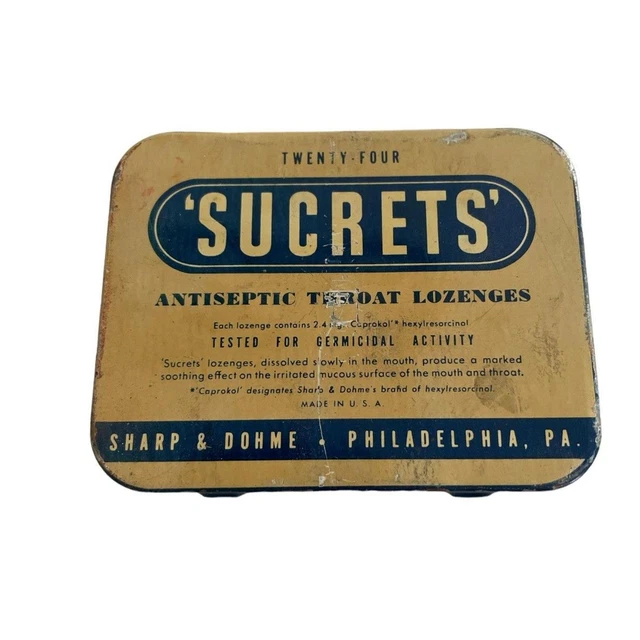 TWENTY-FOUR
'SUCRETS'
ANTISEPTIC THROAT LOZENGES
Each lozenge contains 2.4 mg. 'Caprokol'* hexylresorcinol
TESTED FOR GERMICIDAL ACTIVITY
'Sucrets' lozenges, dissolved slowly in the mouth, produce a marked
soothing effect on the irritated mucous surface of the mouth and throat.
*'Caprokol' designates Sharp & Dohme's brand of hexylresorcinol.
MADE IN U. S. A.
SHARP & DOHME • PHILADELPHIA, PA.